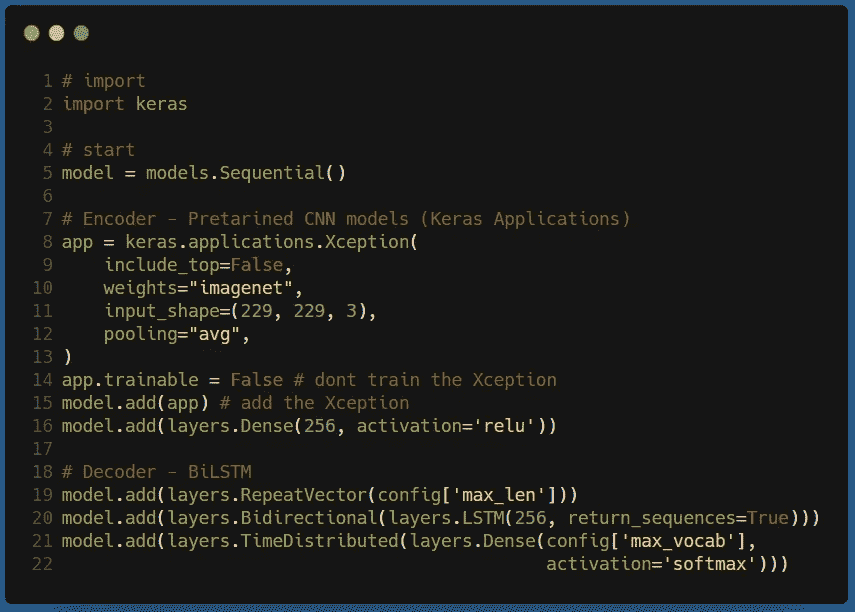 1 # import
2 import keras
3
4 # start
5 model = models.Sequential()
6
7 # Encoder - Pretarined CNN models (Keras Applications)
8 app = keras.applications.Xception(
9     include_top=False,
10     weights="imagenet",
11     input_shape=(229, 229, 3),
12     pooling="avg",
13 )
14 app.trainable = False # dont train the Xception
15 model.add(app) # add the Xception
16 model.add(layers.Dense(256, activation='relu'))
17
18 # Decoder - BiLSTM
19 model.add(layers.RepeatVector(config['max_len']))
20 model.add(layers.Bidirectional(layers.LSTM(256, return_sequences=True)))
21 model.add(layers.TimeDistributed(layers.Dense(config['max_vocab'],
22                                               activation='softmax')))